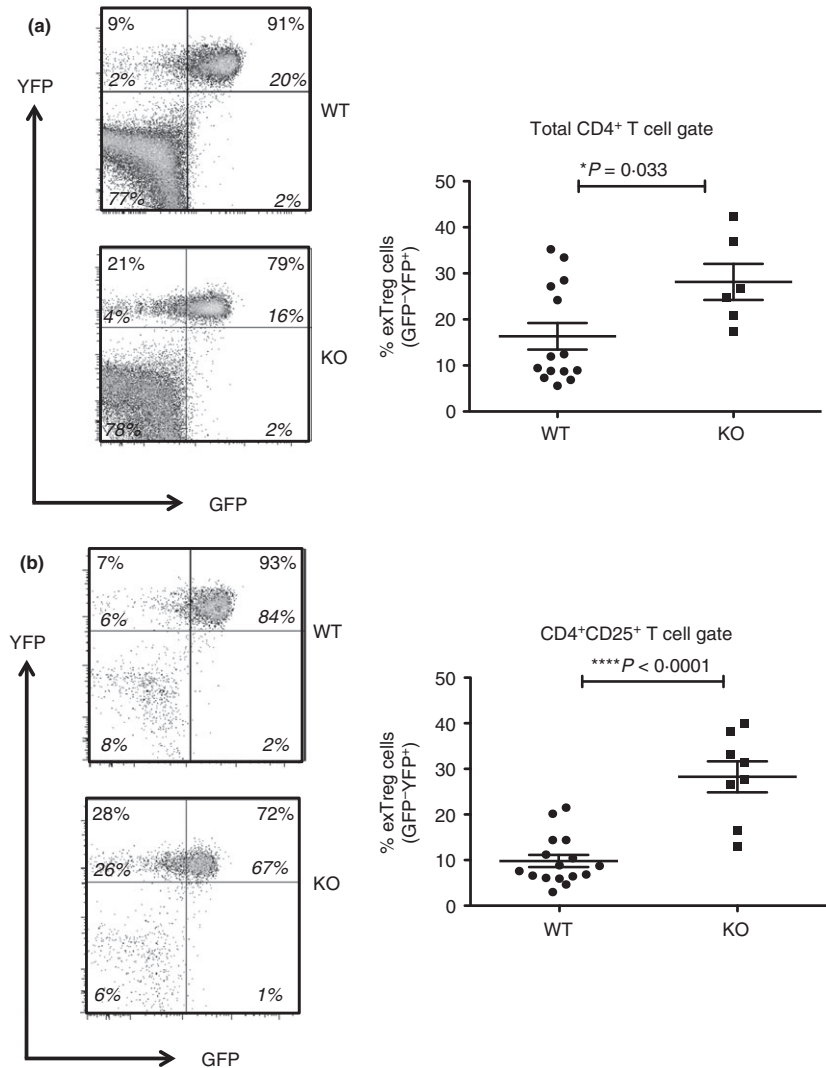 (a)
9% 91%
YFP
2% 20%
WT
77% 2%
21% 79%
4% 16%
KO
78% 2%
GFP
Total CD4⁺ T cell gate
*P = 0·033
% exTreg cells
(GFP⁻YFP⁺)
50
40
30
20
10
0
WT KO
(b)
7% 93%
YFP
6% 84%
WT
8% 2%
28% 72%
26% 67%
KO
6% 1%
GFP
CD4⁺CD25⁺ T cell gate
****P < 0·0001
% exTreg cells
(GFP⁻YFP⁺)
50
40
30
20
10
0
WT KO